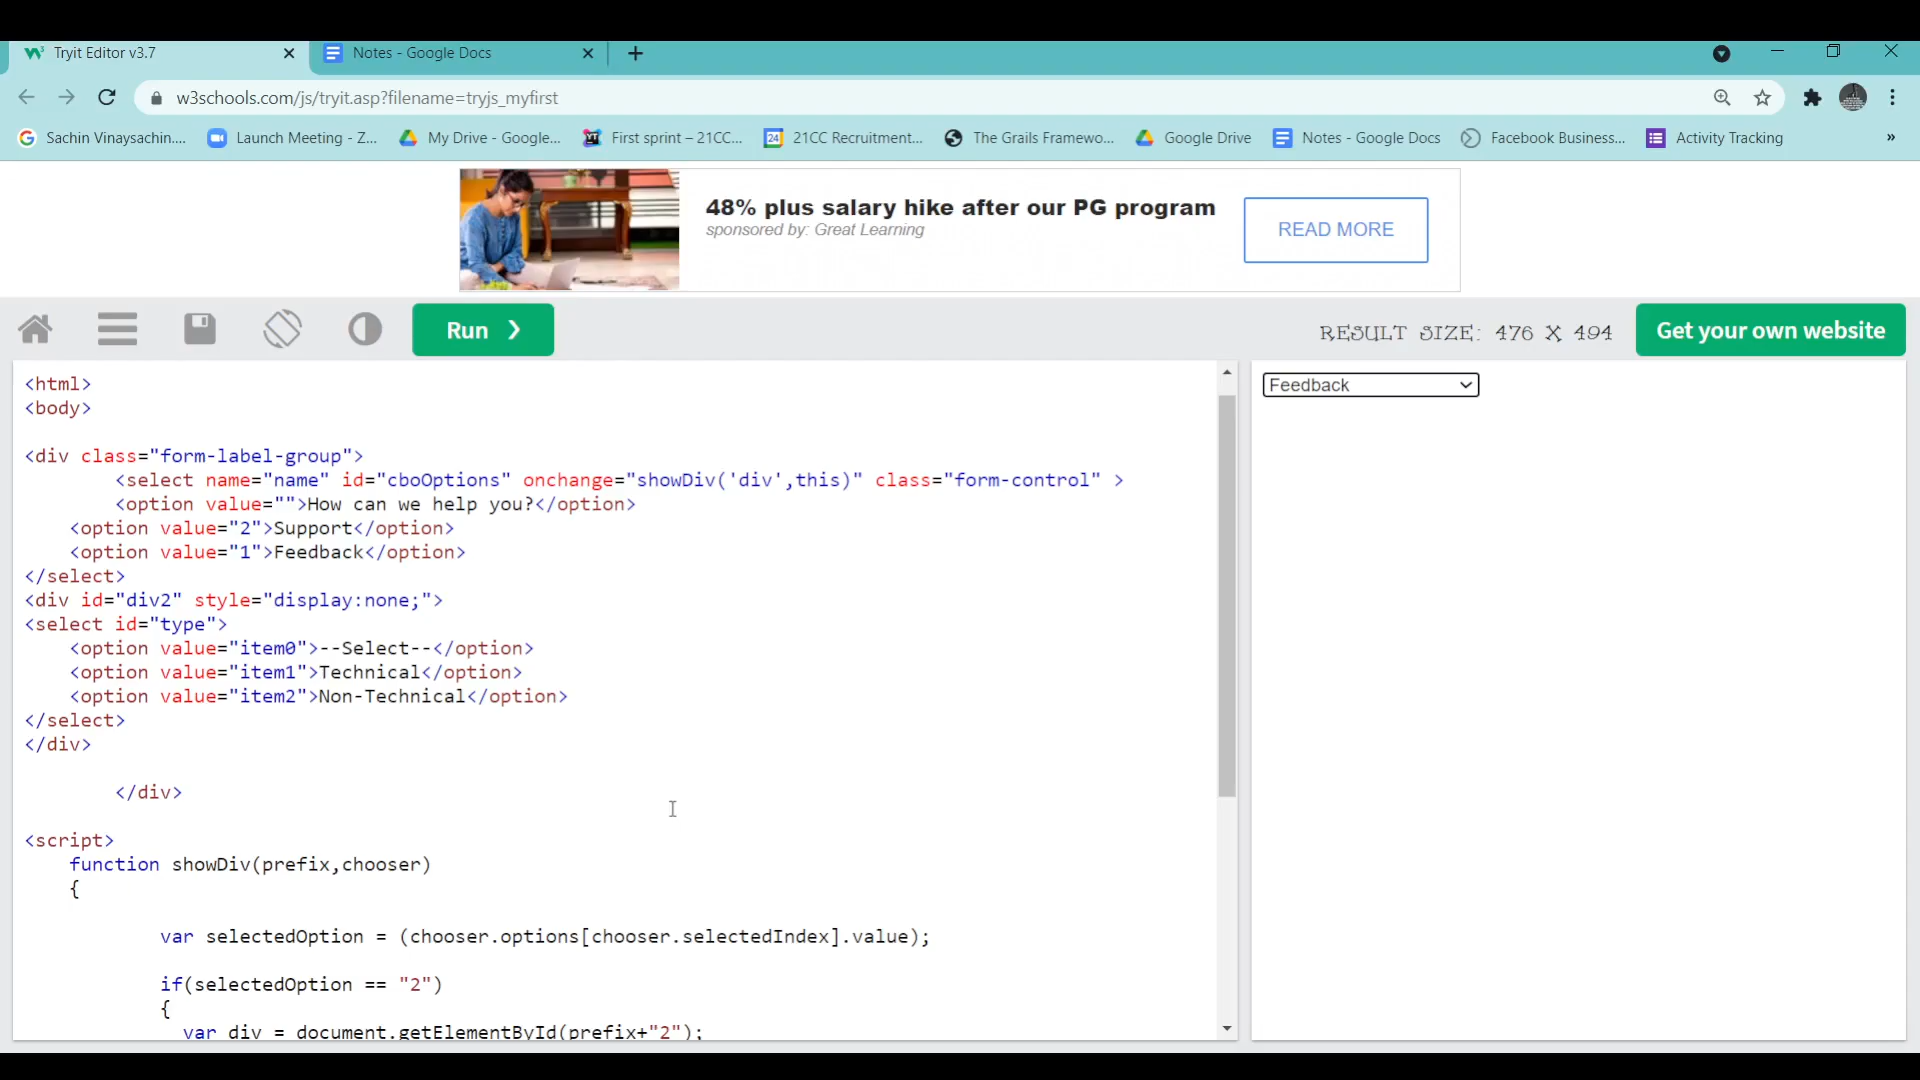 Tryit Editor v3.7
Notes - Google Docs
w3schools.com/js/tryit.asp?filename=tryjs_myfirst
Sachin Vinaysachin....
Launch Meeting - Z...
My Drive - Google...
First sprint – 21CC...
21CC Recruitment...
The Grails Framewo...
Google Drive
Notes - Google Docs
Facebook Business...
Activity Tracking
»
48% plus salary hike after our PG program
sponsored by: Great Learning
READ MORE
Run ❯
RESULT SIZE: 476 X 494
Get your own website
<html>
<body>
<div class="form-label-group">
<select name="name" id="cboOptions" onchange="showDiv('div',this)" class="form-control" >
<option value="">How can we help you?</option>
<option value="2">Support</option>
<option value="1">Feedback</option>
</select>
<div id="div2" style="display:none;">
<select id="type">
<option value="item0">--Select--</option>
<option value="item1">Technical</option>
<option value="item2">Non-Technical</option>
</select>
</div>
</div>
<script>
function showDiv(prefix,chooser)
{
var selectedOption = (chooser.options[chooser.selectedIndex].value);
if(selectedOption == "2")
{
var div = document.getElementById(prefix+"2");
Feedback